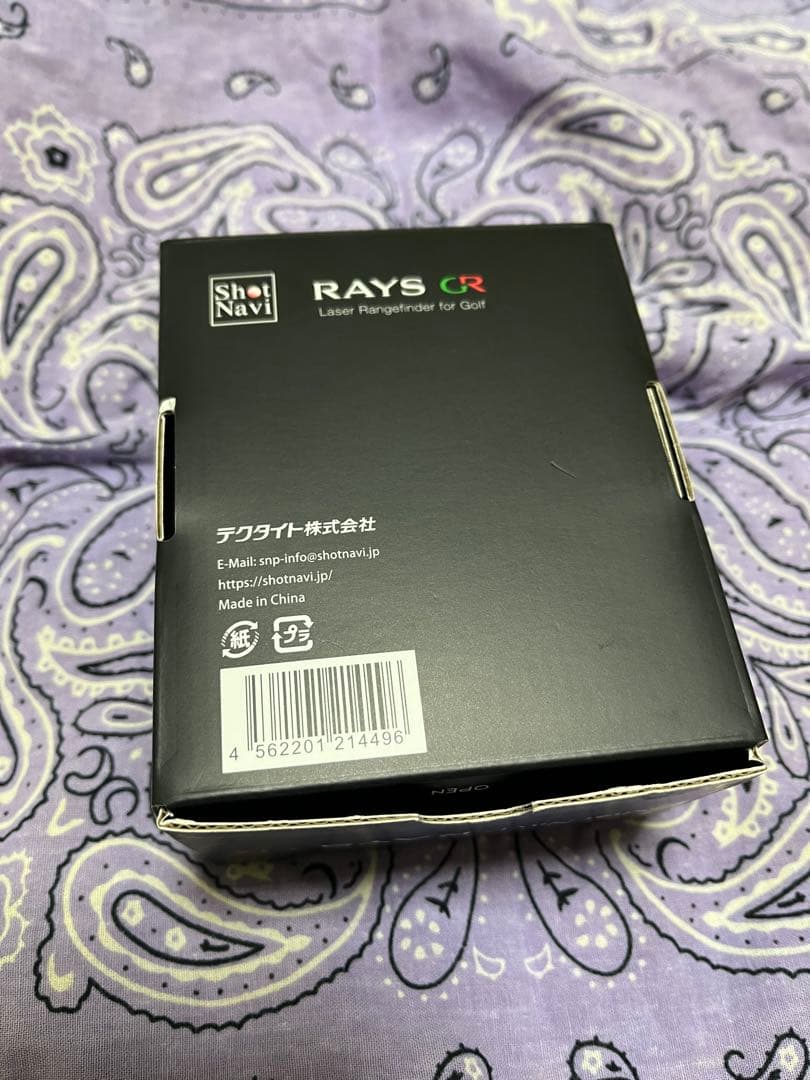 Shot
Navi
RAYS GR
Laser Rangefinder for Golf
テクタイト株式会社
E-Mail: snp-info@shotnavi.jp
https://shotnavi.jp/
Made in China
紙 プラ
4 562201 214496
OPEN